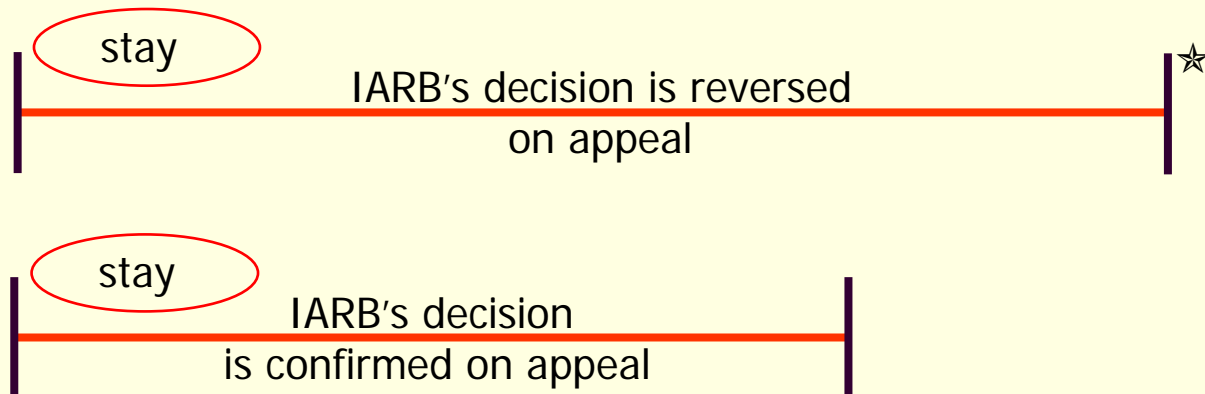 stay
IARB's decision is reversed
on appeal
stay
IARB's decision
is confirmed on appeal